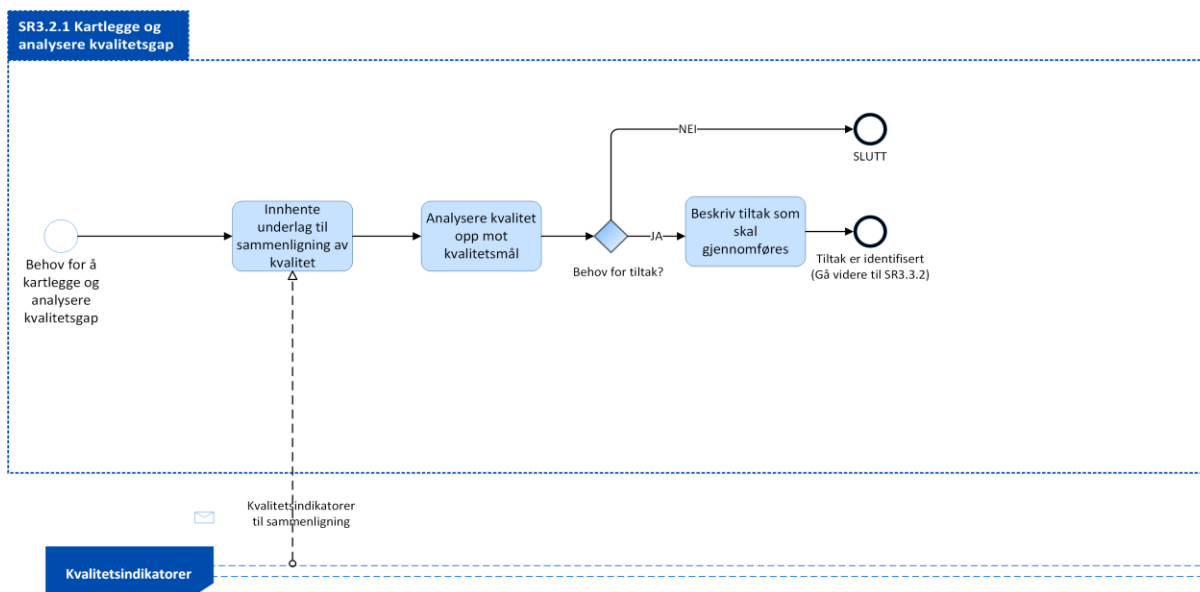 SR3.2.1 Kartlegge og
analysere kvalitetsgap
NEI
SLUTT
Behov for å
kartlegge og
analysere
kvalitetsgap
Innhente
underlag til
sammenligning av
kvalitet
Analysere kvalitet
opp mot
kvalitetsmål
JA
Behov for tiltak?
Beskriv tiltak som
skal
gjennomføres
Tiltak er identifisert
(Gå videre til SR3.3.2)
Kvalitetsindikatorer
til sammenligning
Kvalitetsindikatorer